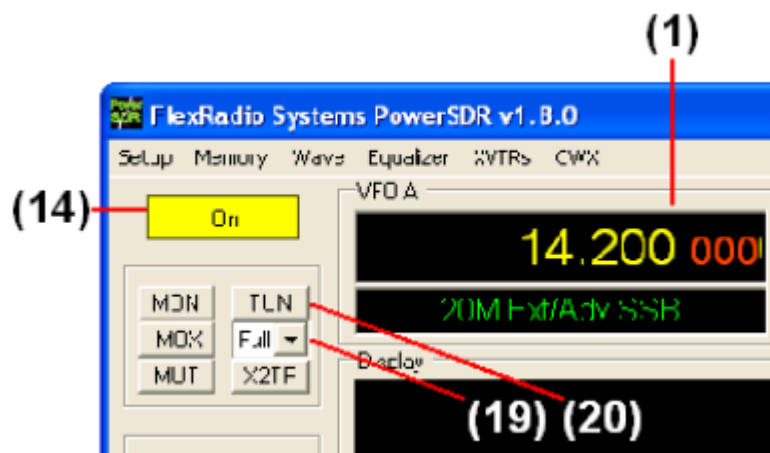 (1)
FlexRadio Systems PowerSDR v1.8.0
Setup Memory Wave Equalizer XVTRs CWX
VFO A
(14)
On
14.200 000
20M Ext/Adv SSB
MON TUN
MOX Full
MUT X2TR
Display
(19) (20)